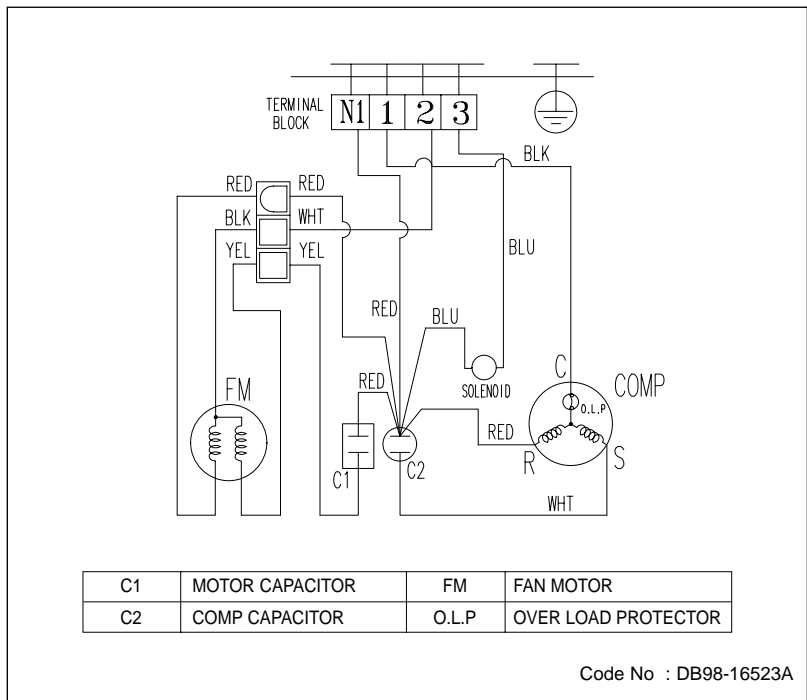 TERMINAL BLOCK N1 1 2 3
BLK
RED RED
BLK WHT
YEL YEL
BLU
RED BLU
SOLENOID
C COMP
FM
RED
O.L.P
RED
R S
C1 C2
WHT
C1 MOTOR CAPACITOR FM FAN MOTOR
C2 COMP CAPACITOR O.L.P OVER LOAD PROTECTOR
Code No : DB98-16523A